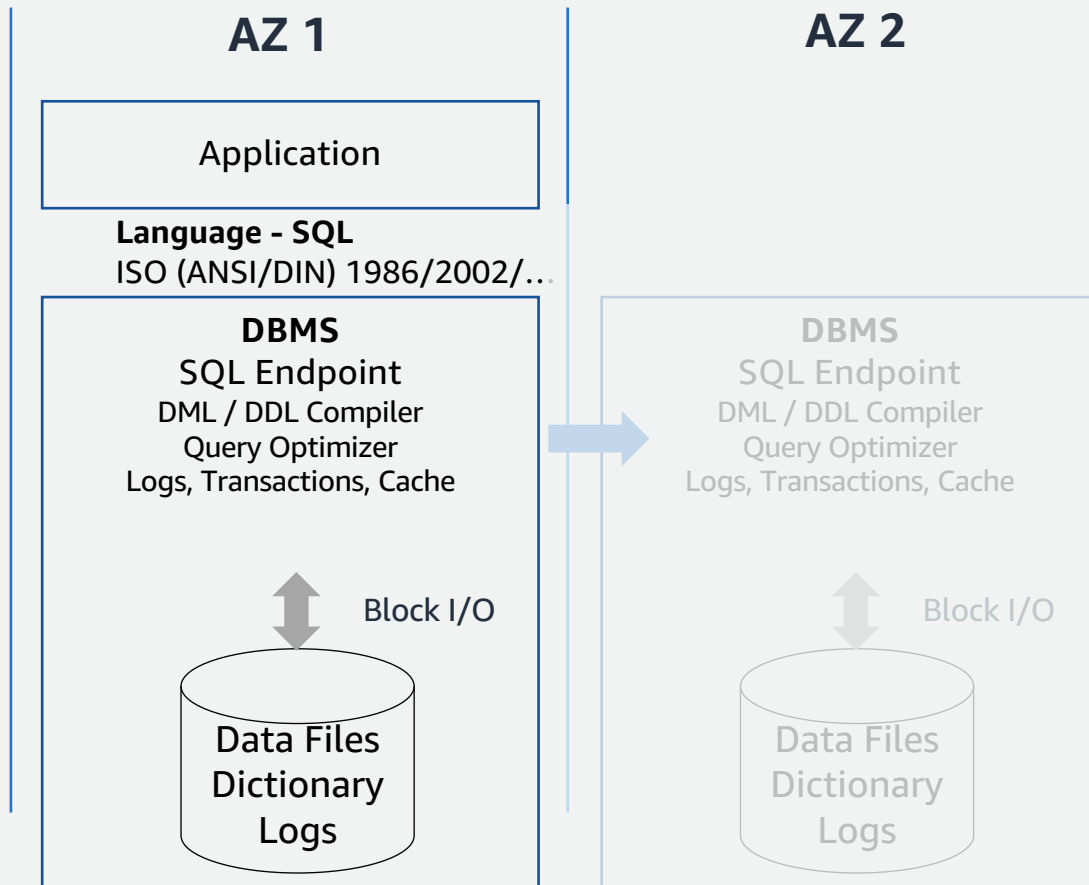 AZ 1
AZ 2
Application
Language - SQL
ISO (ANSI/DIN) 1986/2002/…
DBMS
SQL Endpoint
DML / DDL Compiler
Query Optimizer
Logs, Transactions, Cache
Block I/O
Data Files
Dictionary
Logs
DBMS
SQL Endpoint
DML / DDL Compiler
Query Optimizer
Logs, Transactions, Cache
Block I/O
Data Files
Dictionary
Logs